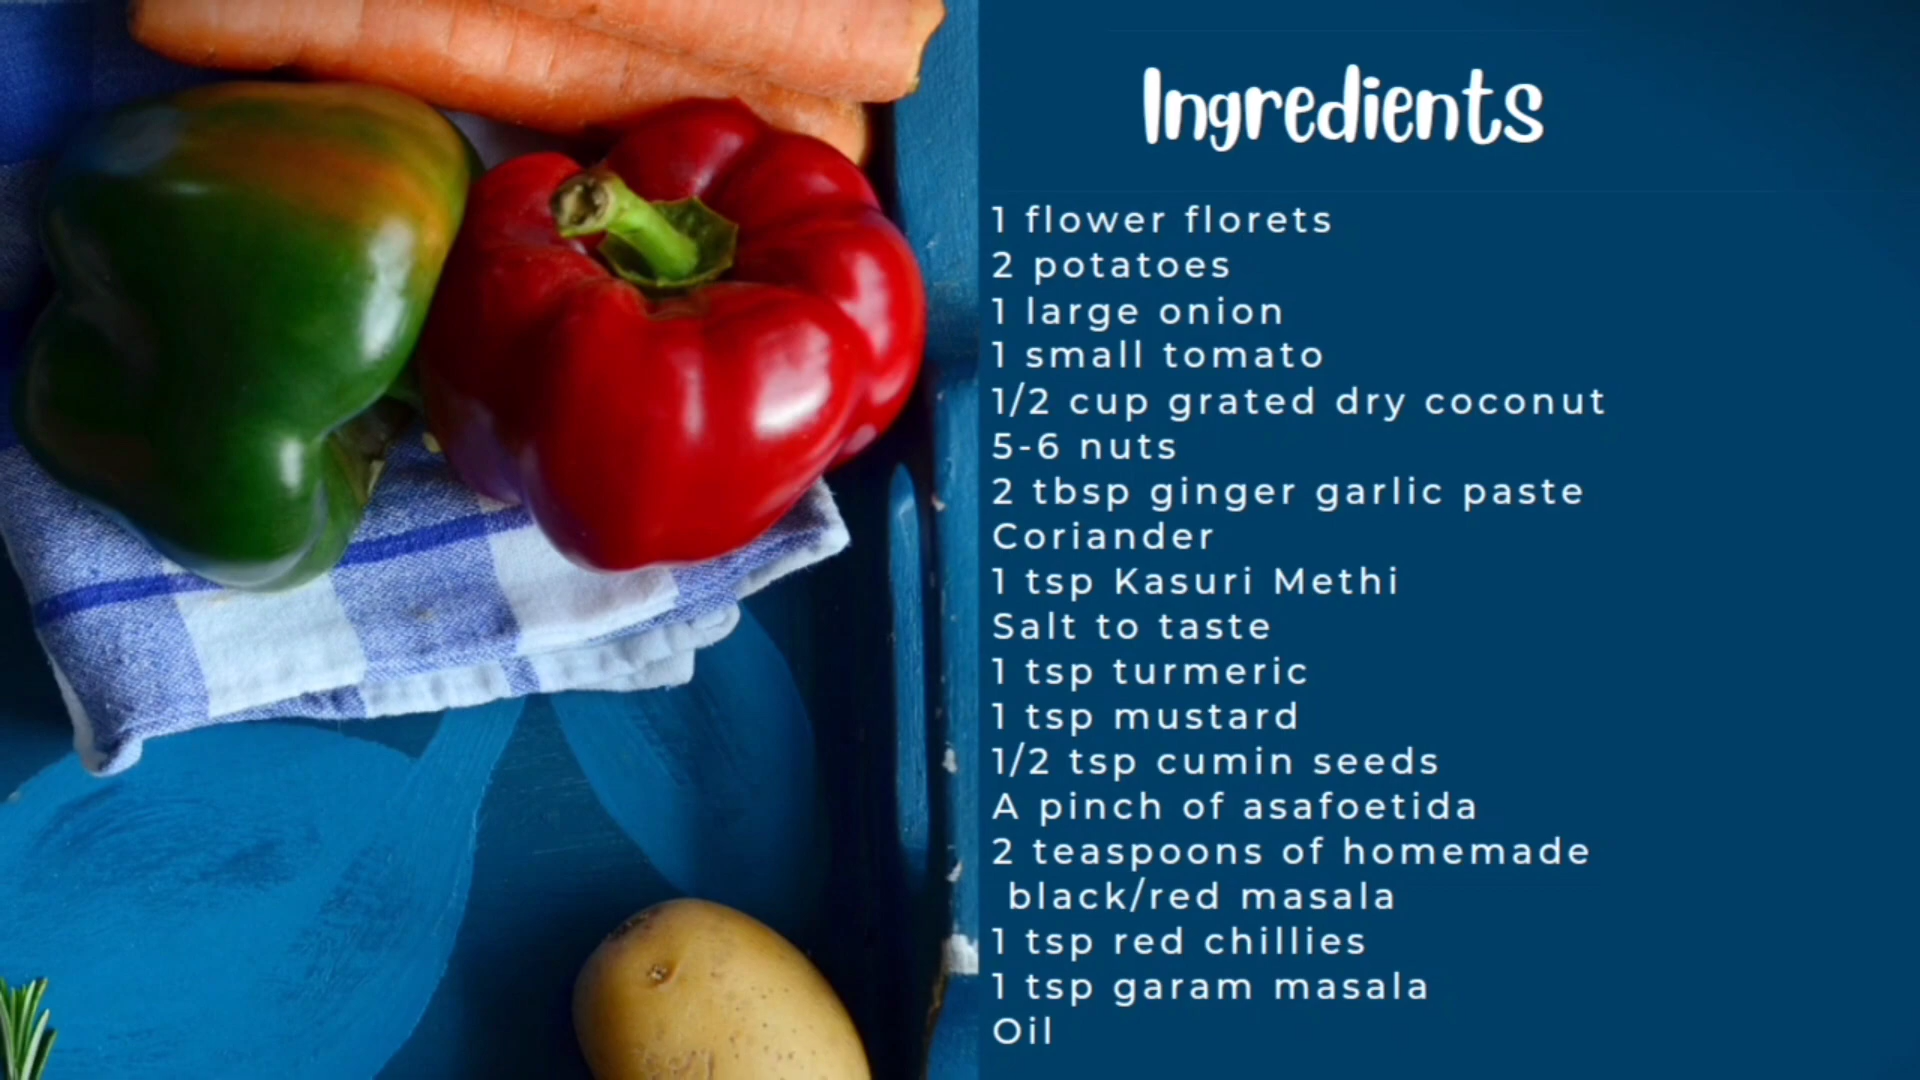 Ingredients
1 flower florets
2 potatoes
1 large onion
1 small tomato
1/2 cup grated dry coconut
5-6 nuts
2 tbsp ginger garlic paste
Coriander
1 tsp Kasuri Methi
Salt to taste
1 tsp turmeric
1 tsp mustard
1/2 tsp cumin seeds
A pinch of asafoetida
2 teaspoons of homemade
black/red masala
1 tsp red chillies
1 tsp garam masala
Oil